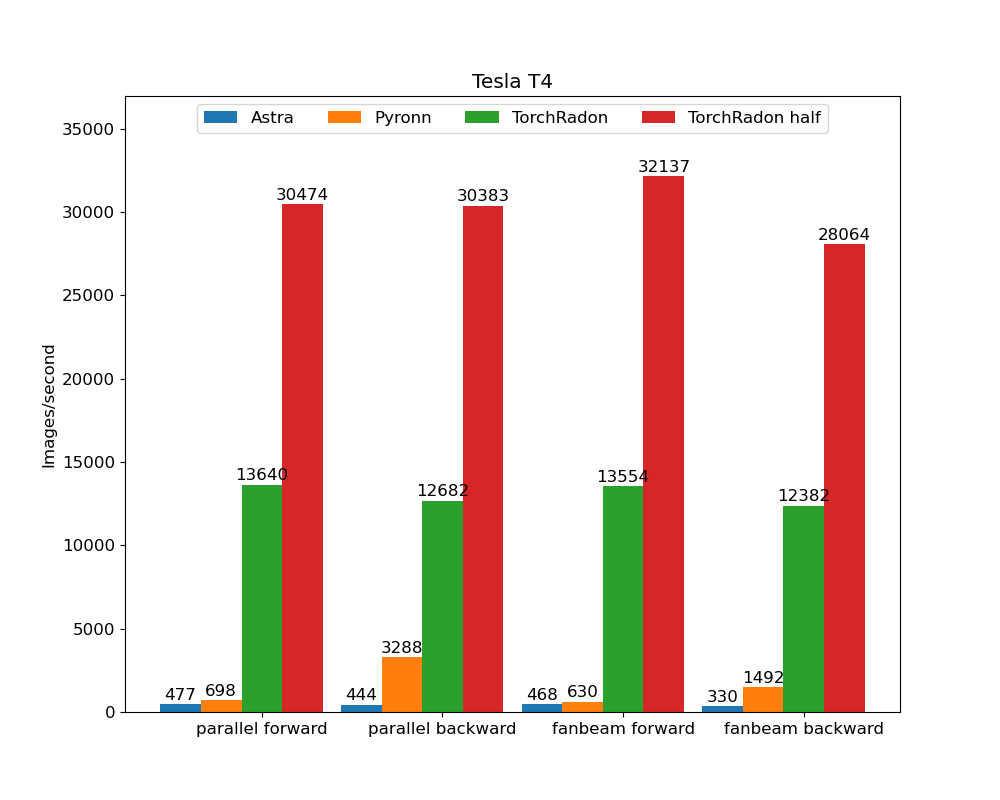 Tesla T4
Astra Pyronn TorchRadon TorchRadon half
Images/second
35000
30000
25000
20000
15000
10000
5000
0
477 698 13640 30474
444 3288 12682 30383
468 630 13554 32137
330 1492 12382 28064
parallel forward parallel backward fanbeam forward fanbeam backward